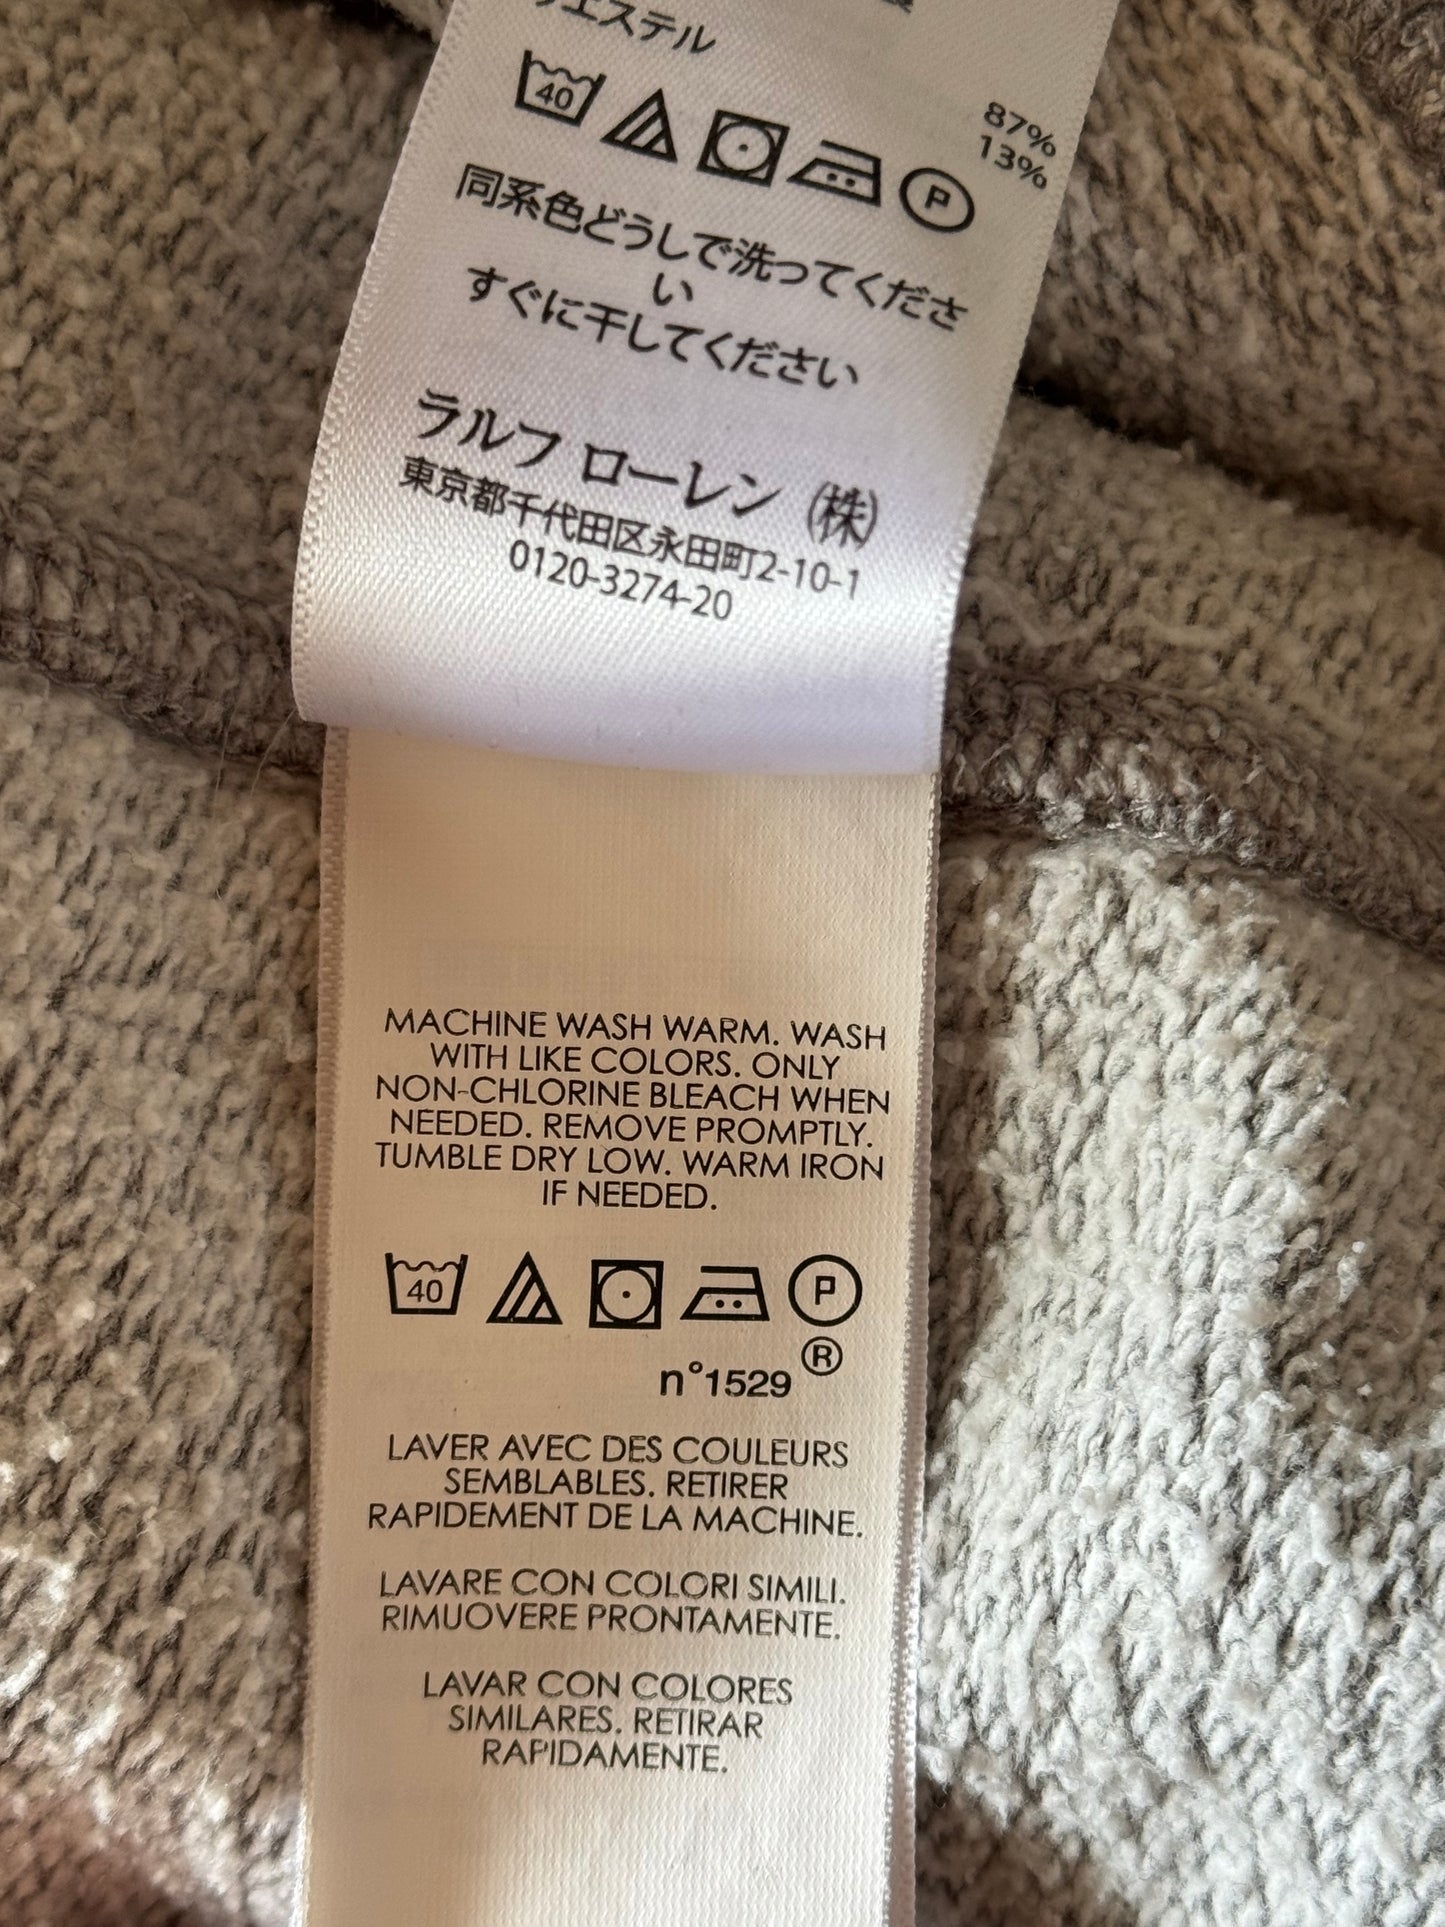 エステル
87%
13%
40
P
同系色どうしで洗ってくださ
い
すぐに干してください
ラルフ ローレン (株)
東京都千代田区永田町2-10-1
0120-3274-20
MACHINE WASH WARM. WASH
WITH LIKE COLORS. ONLY
NON-CHLORINE BLEACH WHEN
NEEDED. REMOVE PROMPTLY.
TUMBLE DRY LOW. WARM IRON
IF NEEDED.
40
P
n°1529 ®
LAVER AVEC DES COULEURS
SEMBLABLES. RETIRER
RAPIDEMENT DE LA MACHINE.
LAVARE CON COLORI SIMILI.
RIMUOVERE PRONTAMENTE.
LAVAR CON COLORES
SIMILARES. RETIRAR
RAPIDAMENTE.